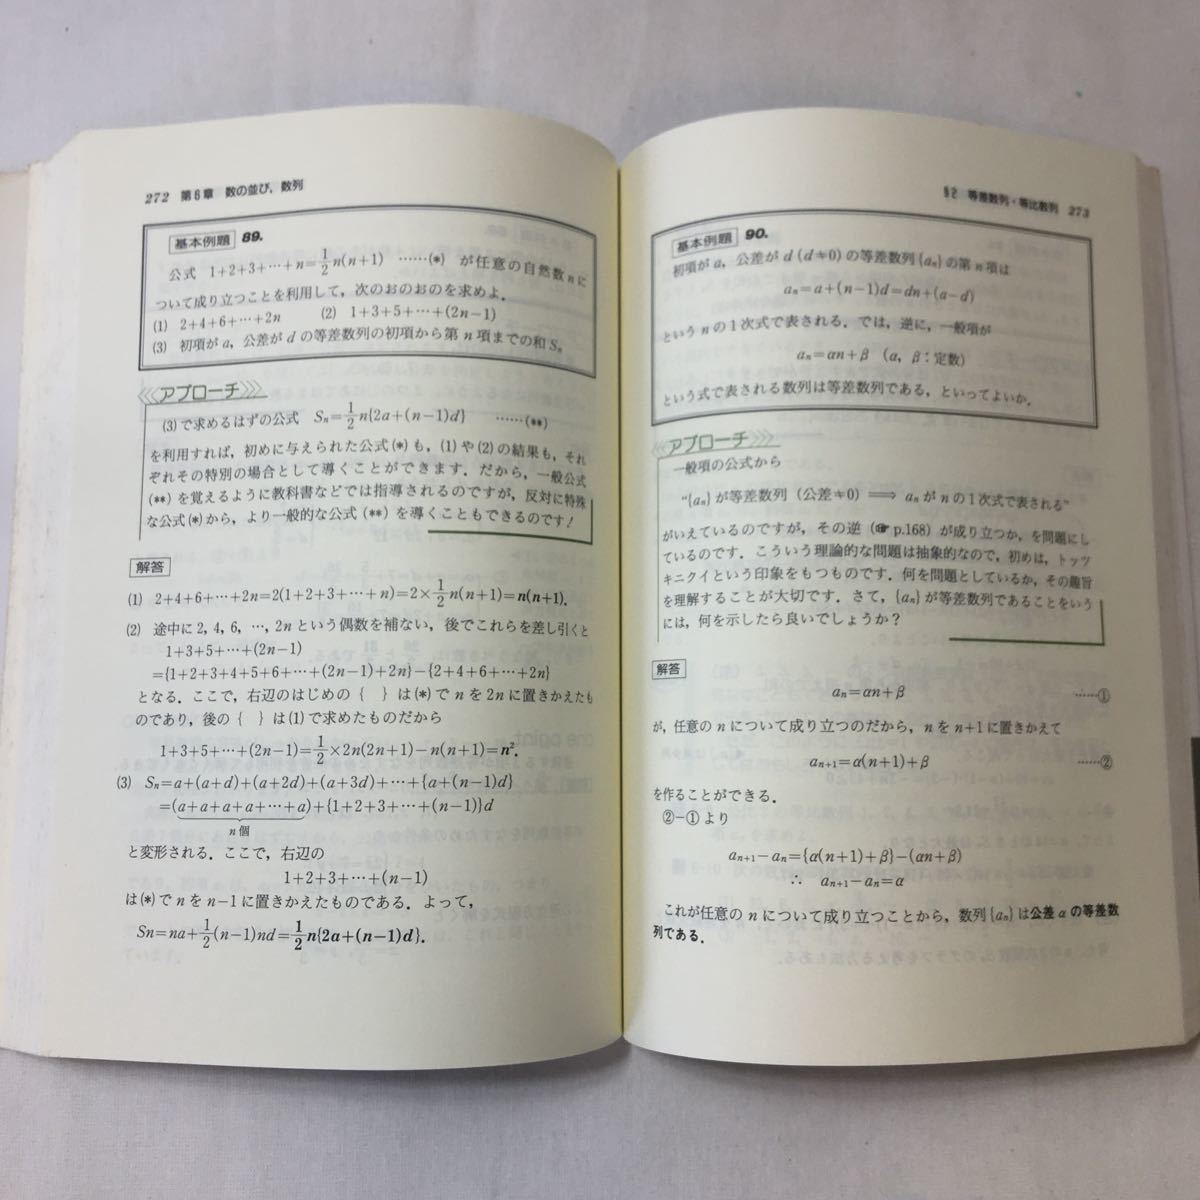 272 第6章 数の並び,数列
基本例題 89.
公式 1+2+3+…+n=1/2n(n+1) ……(*) が任意の自然数nに
ついて成り立つことを利用して,次のおのおのを求めよ.
(1) 2+4+6+…+2n (2) 1+3+5+…+(2n−1)
(3) 初項がa,公差がdの等差数列の初項から第n項までの和Sn
アプローチ
(3)で求めるはずの公式 Sn=1/2n{2a+(n−1)d} ……(**)
を利用すれば,初めに与えられた公式(*)も,(1)や(2)の結果も,それ
ぞれその特別の場合として導くことができます.だから,一般公式
(**)を覚えるように教科書などでは指導されるのですが,反対に特殊
な公式(*)から,より一般的な公式(**)を導くこともできるのです!
解答
(1) 2+4+6+…+2n=2(1+2+3+…+n)=2×1/2n(n+1)=n(n+1).
(2) 途中に2,4,6,…,2nという偶数を補ない,後でこれらを差し引くと
1+3+5+…+(2n−1)
={1+2+3+4+5+6+…+(2n−1)+2n}−{2+4+6+…+2n}
となる.ここで,右辺のはじめの{ }は(*)でnを2nに置きかえたも
のであり,後の{ }は(1)で求めたものだから
1+3+5+…+(2n−1)=1/2×2n(2n+1)−n(n+1)=n².
(3) Sn=a+(a+d)+(a+2d)+(a+3d)+…+{a+(n−1)d}
=(a+a+a+a+…+a)+{1+2+3+…+(n−1)}d
n個
と変形される.ここで,右辺の
1+2+3+…+(n−1)
は(*)でnをn−1に置きかえたものである.よって,
Sn=na+1/2(n−1)nd=1/2n{2a+(n−1)d}.
§2 等差数列・等比数列 273
基本例題 90.
初項がa,公差がd(d≠0)の等差数列{an}の第n項は
an=a+(n−1)d=dn+(a−d)
というnの1次式で表される.では,逆に,一般項が
an=αn+β (α, β:定数)
という式で表される数列は等差数列である,といってよいか.
アプローチ
一般項の公式から
“{an}が等差数列(公差≠0) ⟹ anがnの1次式で表される”
がいえているのですが,その逆(☞p.168)が成り立つか,を問題にし
ているのです.こういう理論的な問題は抽象的なので,初めは,トッツ
キニクイという印象をもつものです.何を問題としているか,その趣旨
を理解することが大切です.さて,{an}が等差数列であることをいう
には,何を示したら良いでしょうか?
解答
an=αn+β ……①
が,任意のnについて成り立つのだから,nをn+1に置きかえて
an+1=α(n+1)+β ……②
を作ることができる.
②−①より
an+1−an={α(n+1)+β}−(αn+β)
∴ an+1−an=α
これが任意のnについて成り立つことから,数列{an}は公差αの等差数
列である.